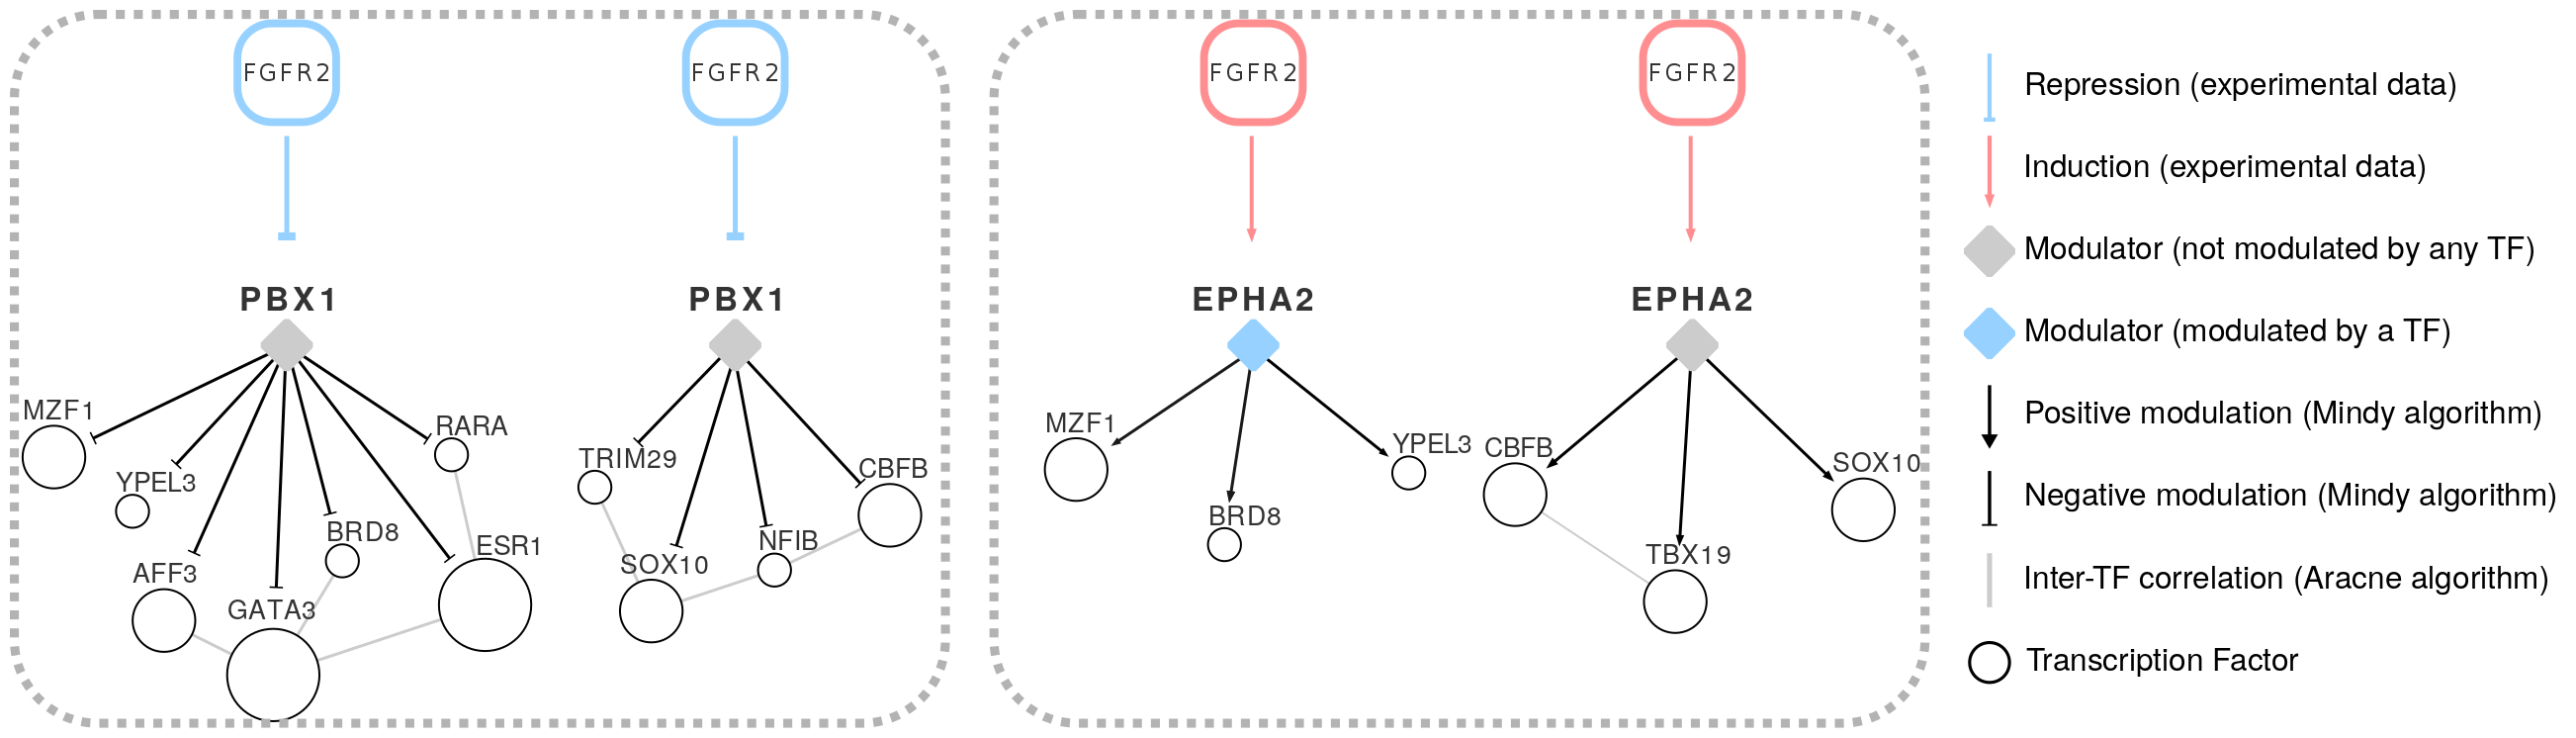 FGFR2
FGFR2
PBX1
PBX1
MZF1
RARA
YPEL3
BRD8
ESR1
AFF3
GATA3
TRIM29
CBFB
NFIB
SOX10
FGFR2
FGFR2
EPHA2
EPHA2
MZF1
YPEL3
BRD8
CBFB
SOX10
TBX19
Repression (experimental data)
Induction (experimental data)
Modulator (not modulated by any TF)
Modulator (modulated by a TF)
Positive modulation (Mindy algorithm)
Negative modulation (Mindy algorithm)
Inter-TF correlation (Aracne algorithm)
Transcription Factor